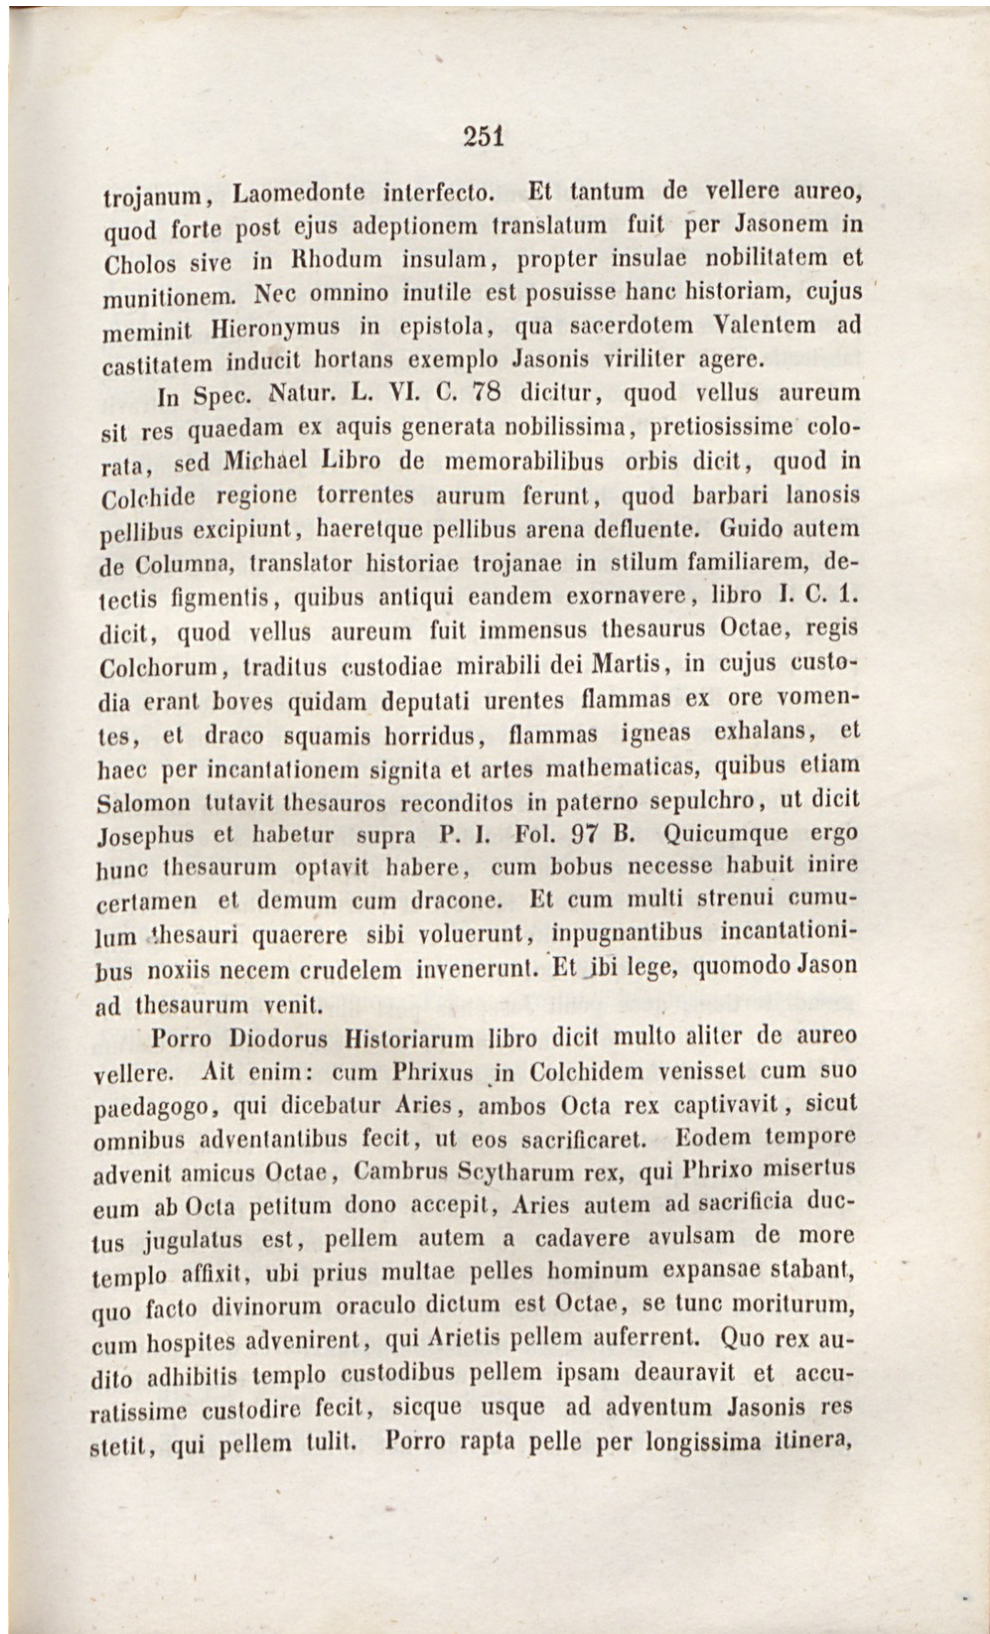 251
trojanum, Laomedonte interfecto. Et tantum de vellere aureo,
quod forte post ejus adeptionem translatum fuit per Jasonem in
Cholos sive in Rhodum insulam, propter insulae nobilitatem et
munitionem. Nec omnino inutile est posuisse hanc historiam, cujus
meminit Hieronymus in epistola, qua sacerdotem Valentem ad
castitatem inducit hortans exemplo Jasonis viriliter agere.
In Spec. Natur. L. VI. C. 78 dicitur, quod vellus aureum
sit res quaedam ex aquis generata nobilissima, pretiosissime colo-
rata, sed Michael Libro de memorabilibus orbis dicit, quod in
Colchide regione torrentes aurum ferunt, quod barbari lanosis
pellibus excipiunt, haeretque pellibus arena defluente. Guido autem
de Columna, translator historiae trojanae in stilum familiarem, de-
tectis figmentis, quibus antiqui eandem exornavere, libro I. C. 1.
dicit, quod vellus aureum fuit immensus thesaurus Octae, regis
Colchorum, traditus custodiae mirabili dei Martis, in cujus custo-
dia erant boves quidam deputati urentes flammas ex ore vomen-
tes, et draco squamis horridus, flammas igneas exhalans, et
haec per incantationem signita et artes mathematicas, quibus etiam
Salomon tutavit thesauros reconditos in paterno sepulchro, ut dicit
Josephus et habetur supra P. I. Fol. 97 B. Quicumque ergo
hunc thesaurum optavit habere, cum bobus necesse habuit inire
certamen et demum cum dracone. Et cum multi strenui cumu-
lum thesauri quaerere sibi voluerunt, inpugnantibus incantationi-
bus noxiis necem crudelem invenerunt. Et ibi lege, quomodo Jason
ad thesaurum venit.
Porro Diodorus Historiarum libro dicit multo aliter de aureo
vellere. Ait enim: cum Phrixus in Colchidem venisset cum suo
paedagogo, qui dicebatur Aries, ambos Octa rex captivavit, sicut
omnibus adventantibus fecit, ut eos sacrificaret. Eodem tempore
advenit amicus Octae, Cambrus Scytharum rex, qui Phrixo misertus
eum ab Octa petitum dono accepit, Aries autem ad sacrificia duc-
tus jugulatus est, pellem autem a cadavere avulsam de more
templo affixit, ubi prius multae pelles hominum expansae stabant,
quo facto divinorum oraculo dictum est Octae, se tunc moriturum,
cum hospites advenirent, qui Arietis pellem auferrent. Quo rex au-
dito adhibitis templo custodibus pellem ipsam deauravit et accu-
ratissime custodire fecit, sicque usque ad adventum Jasonis res
stetit, qui pellem tulit. Porro rapta pelle per longissima itinera,